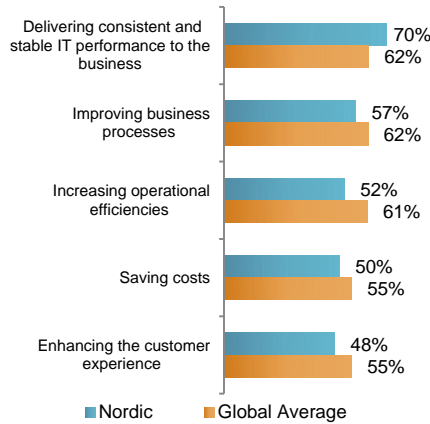 Delivering consistent and
stable IT performance to the
business
70%
62%
Improving business
processes
57%
62%
Increasing operational
efficiencies
52%
61%
Saving costs
50%
55%
Enhancing the customer
experience
48%
55%
Nordic
Global Average